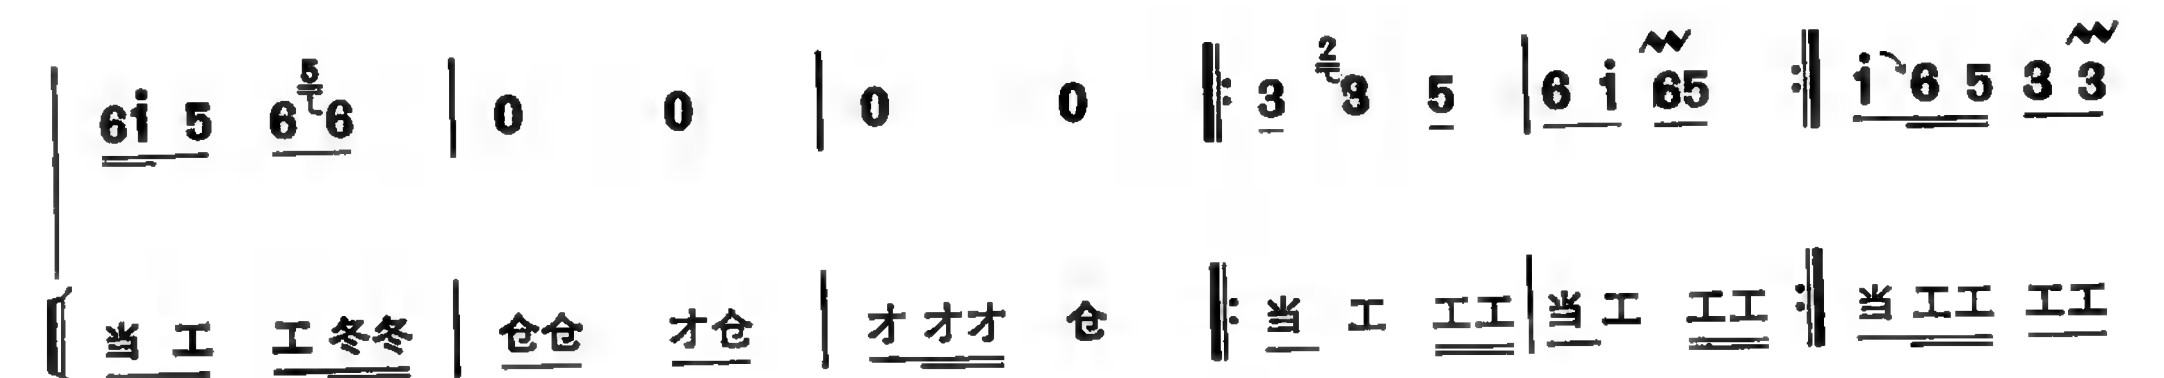 6i 5 6 5 6 | 0 0 | 0 0 |: 3 2 3 5 | 6 i 65 :| i 6 5 3 3
当 工 工冬冬 | 仓仓 才仓 | 才 才才 仓 |: 当 工 工工 | 当工 工工 :| 当 工工 工工